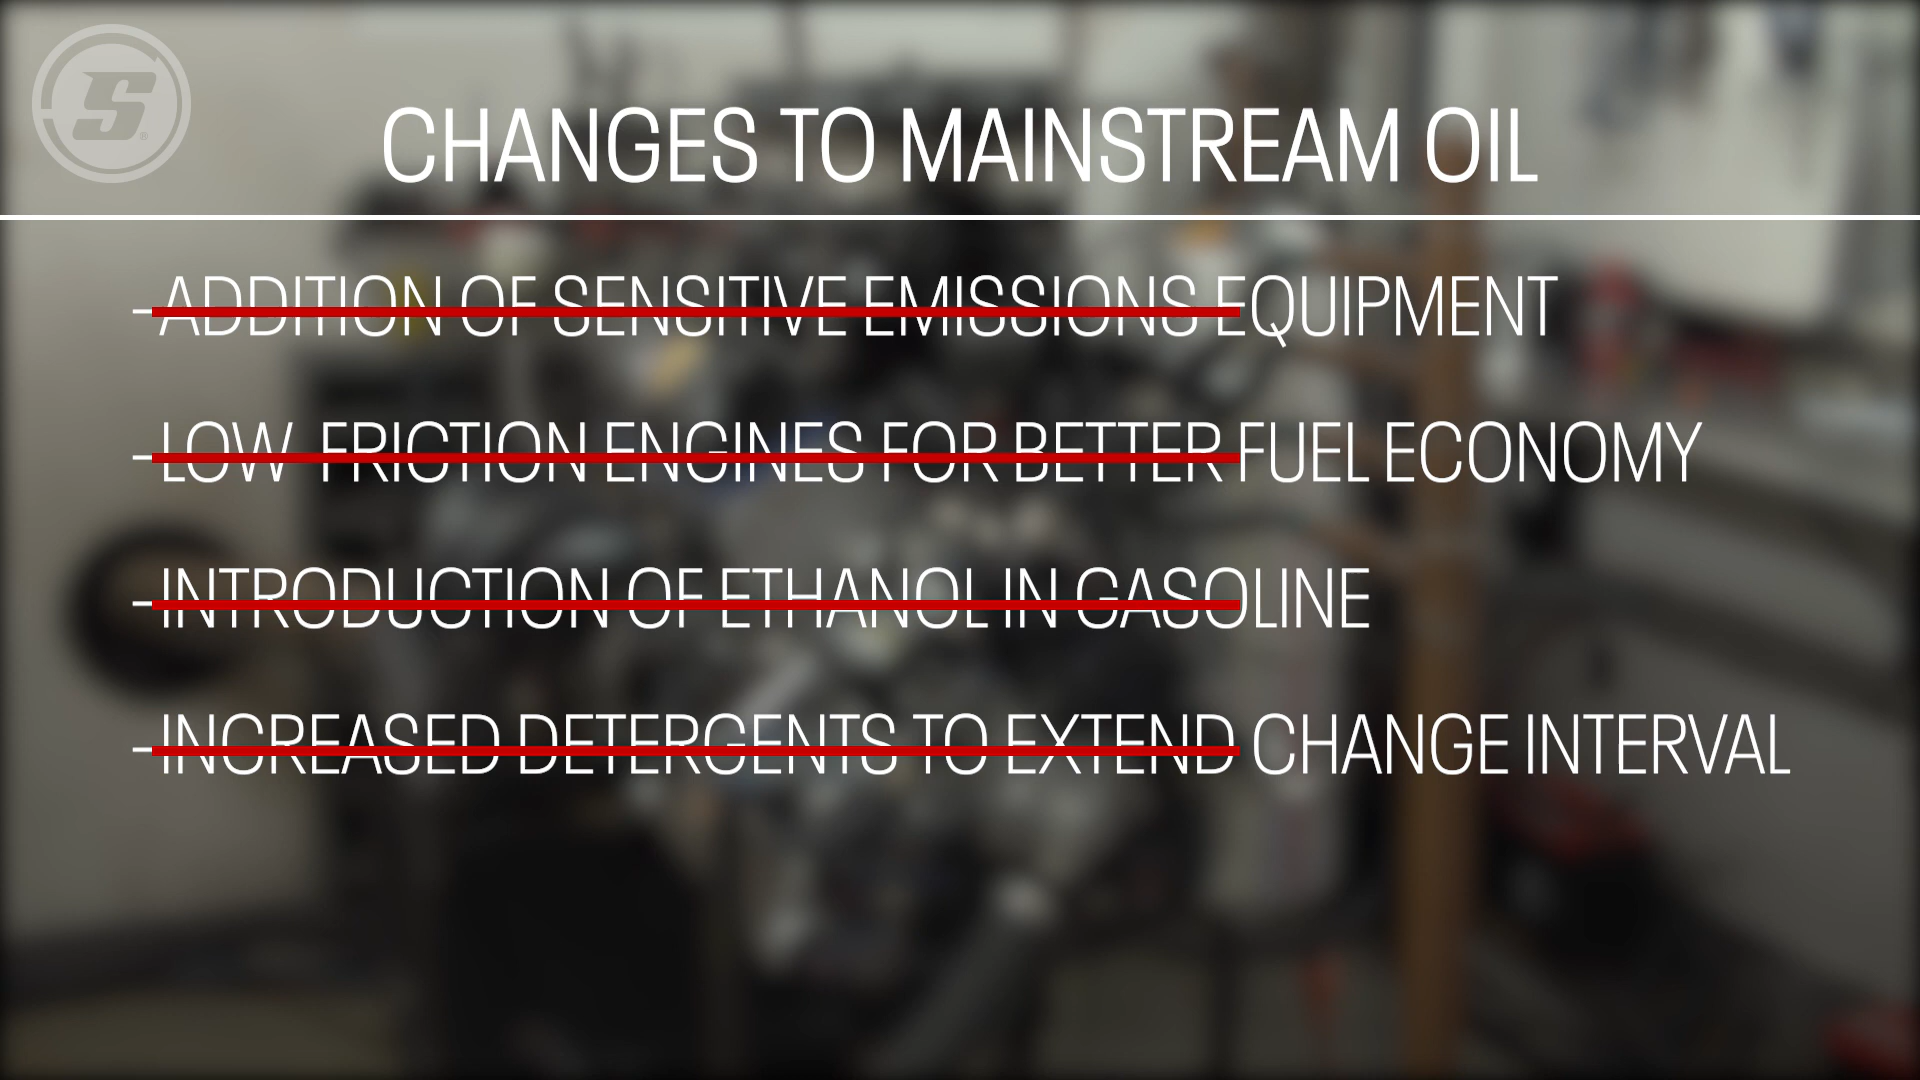 S
CHANGES TO MAINSTREAM OIL
-ADDITION OF SENSITIVE EMISSIONS EQUIPMENT
-LOW FRICTION ENGINES FOR BETTER FUEL ECONOMY
-INTRODUCTION OF ETHANOL IN GASOLINE
-INCREASED DETERGENTS TO EXTEND CHANGE INTERVAL